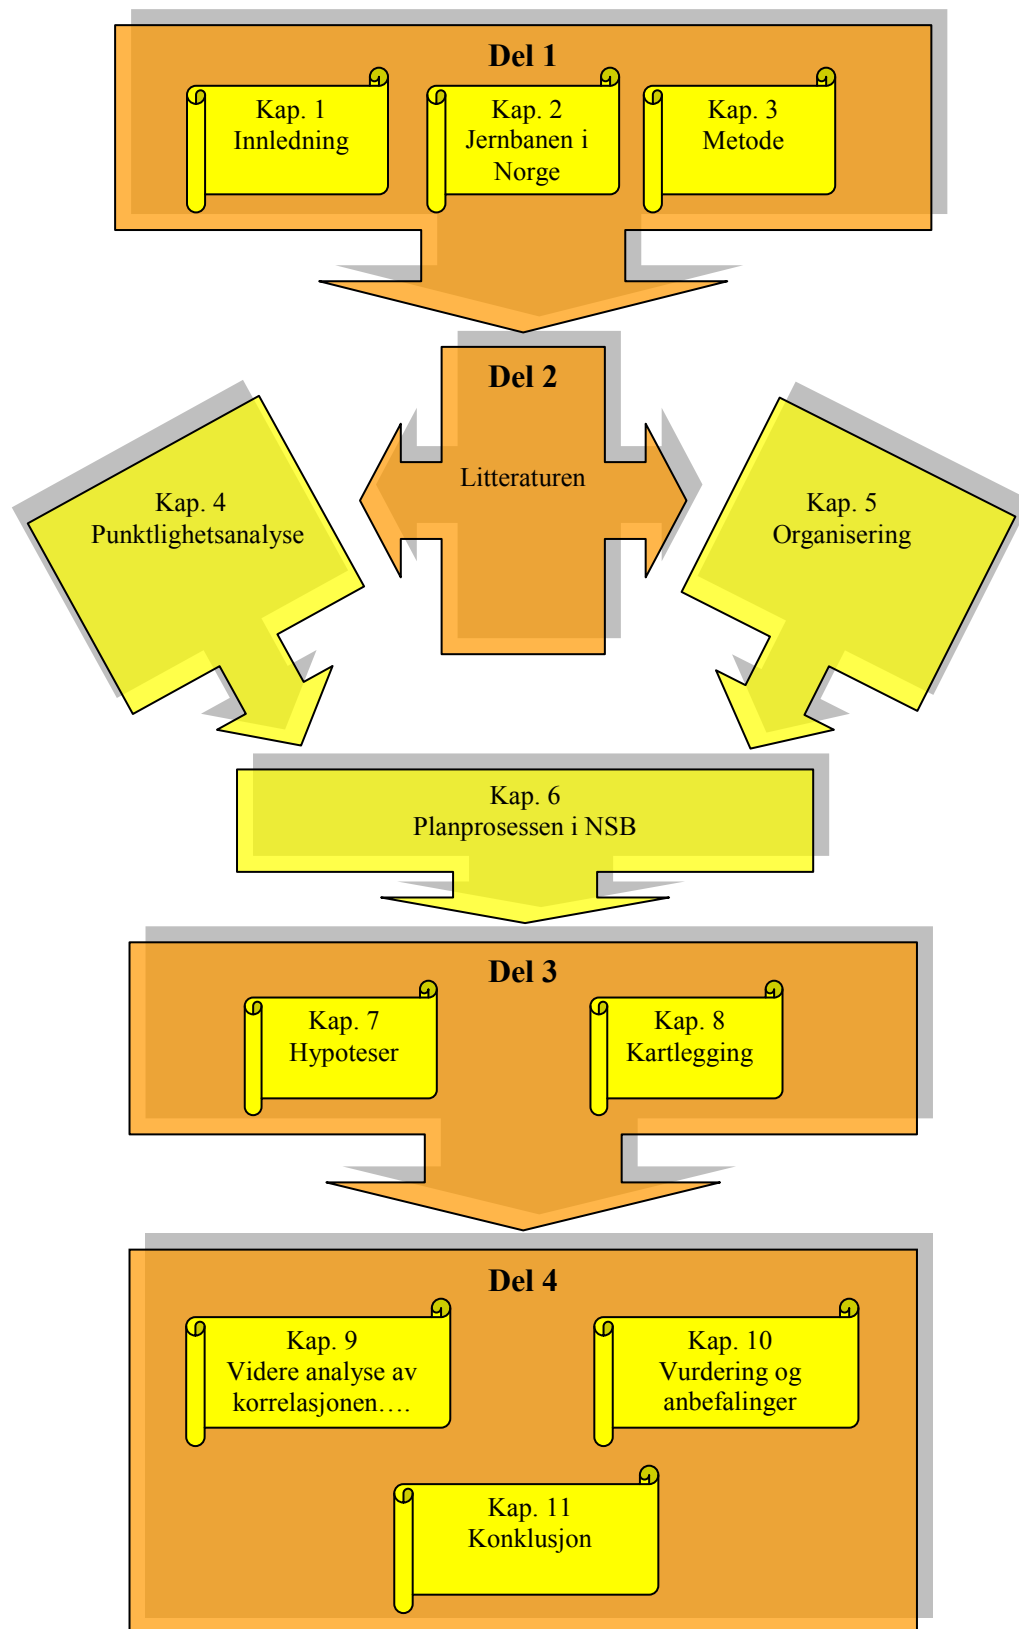 Del 1
Kap. 1
Innledning
Kap. 2
Jernbanen i
Norge
Kap. 3
Metode
Del 2
Litteraturen
Kap. 4
Punktlighetsanalyse
Kap. 5
Organisering
Kap. 6
Planprosessen i NSB
Del 3
Kap. 7
Hypoteser
Kap. 8
Kartlegging
Del 4
Kap. 9
Videre analyse av
korrelasjonen….
Kap. 10
Vurdering og
anbefalinger
Kap. 11
Konklusjon